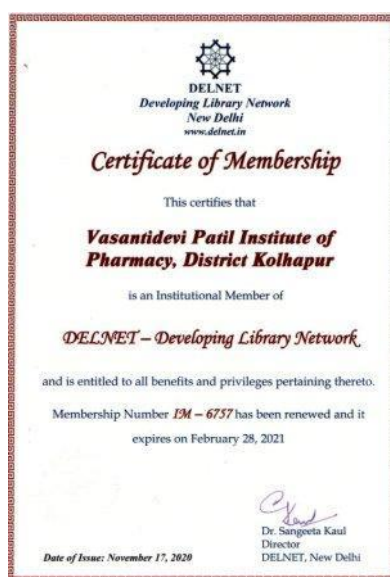 DELNET
Developing Library Network
New Delhi
www.delnet.in
Certificate of Membership
This certifies that
Vasantidevi Patil Institute of
Pharmacy, District Kolhapur
is an Institutional Member of
DELNET – Developing Library Network
and is entitled to all benefits and privileges pertaining thereto.
Membership Number IM – 6757 has been renewed and it
expires on February 28, 2021
Dr. Sangeeta Kaul
Director
DELNET, New Delhi
Date of Issue: November 17, 2020